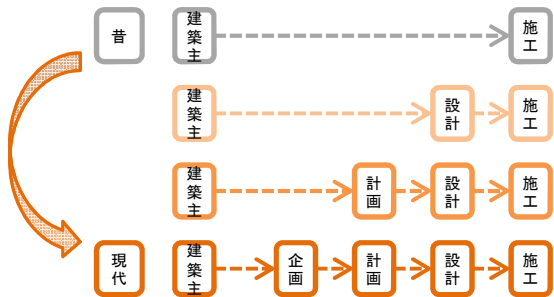 昔 建築主 施工
建築主 設計 施工
建築主 計画 設計 施工
現代 建築主 企画 計画 設計 施工